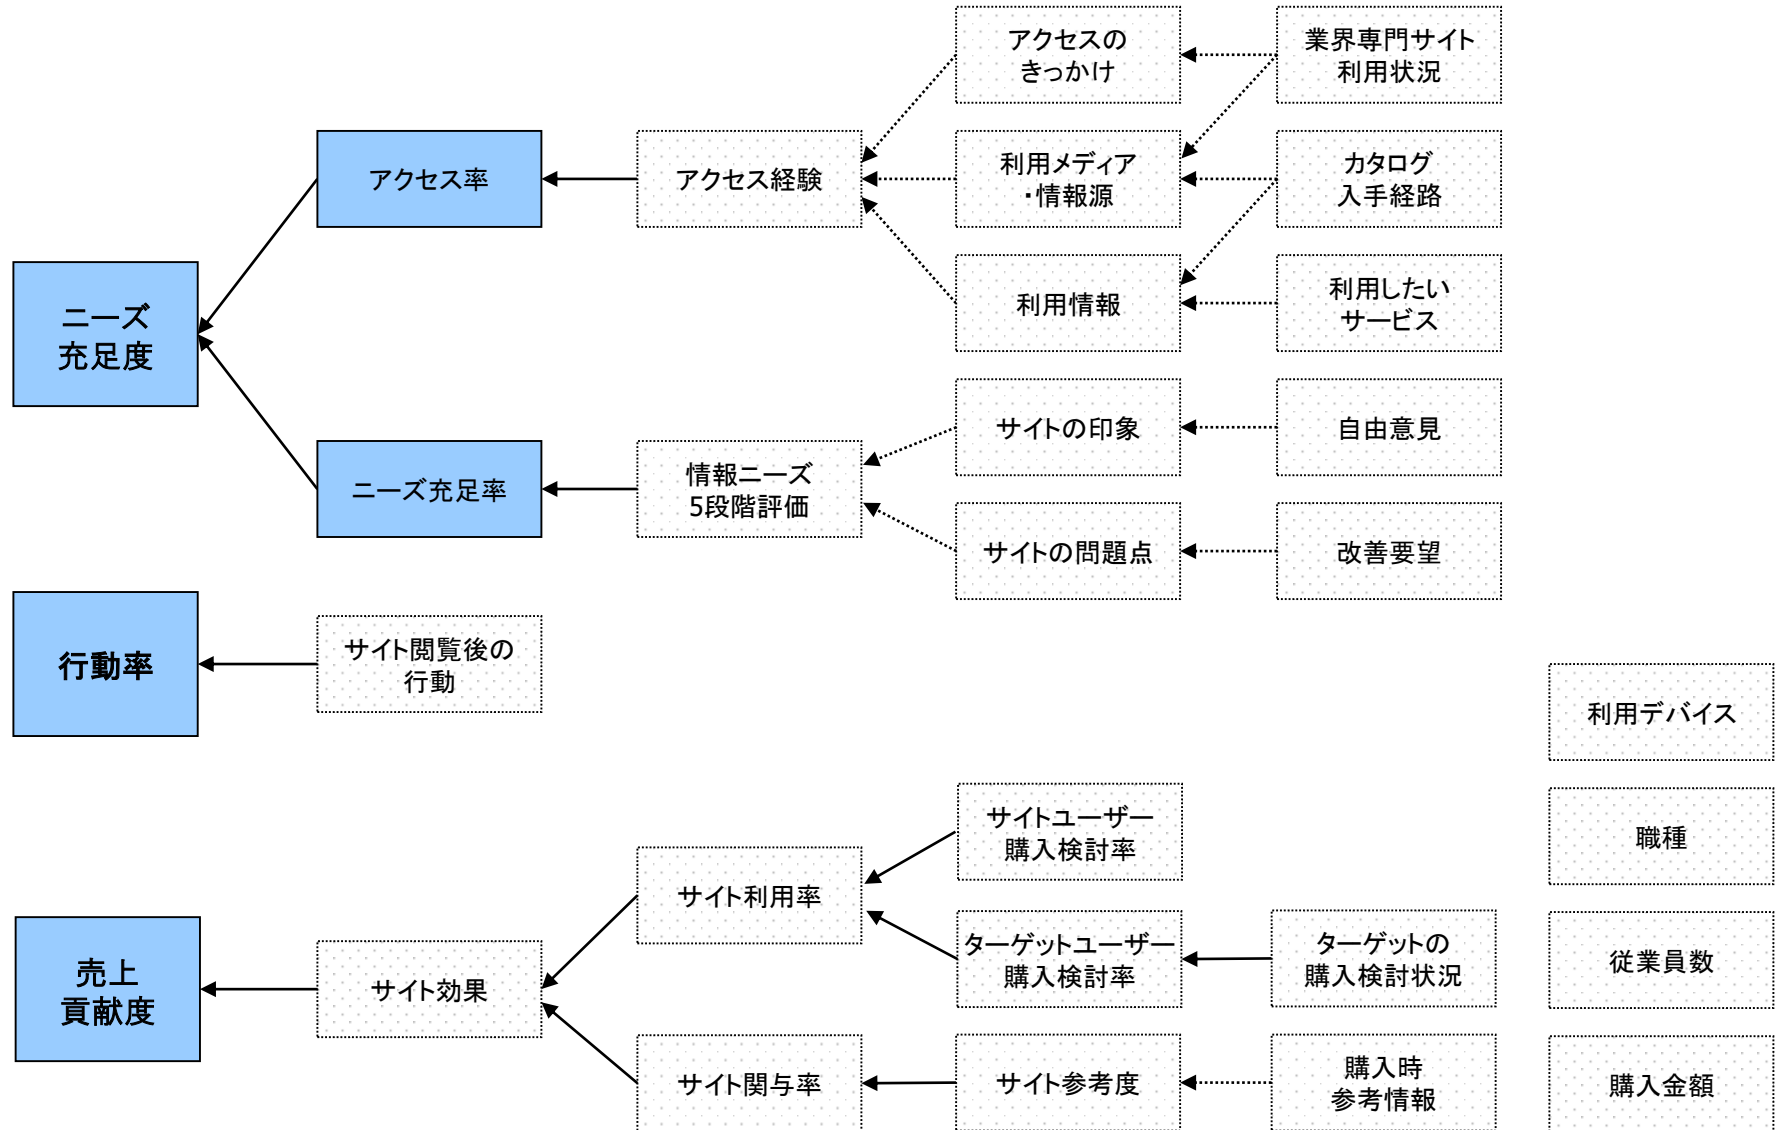 アクセスの
きっかけ
業界専門サイト
利用状況
アクセス率
アクセス経験
利用メディア
・情報源
カタログ
入手経路
ニーズ
充足度
利用情報
利用したい
サービス
サイトの印象
自由意見
ニーズ充足率
情報ニーズ
5段階評価
サイトの問題点
改善要望
行動率
サイト閲覧後の
行動
利用デバイス
サイトユーザー
購入検討率
職種
サイト利用率
ターゲットユーザー
購入検討率
ターゲットの
購入検討状況
従業員数
売上
貢献度
サイト効果
サイト関与率
サイト参考度
購入時
参考情報
購入金額